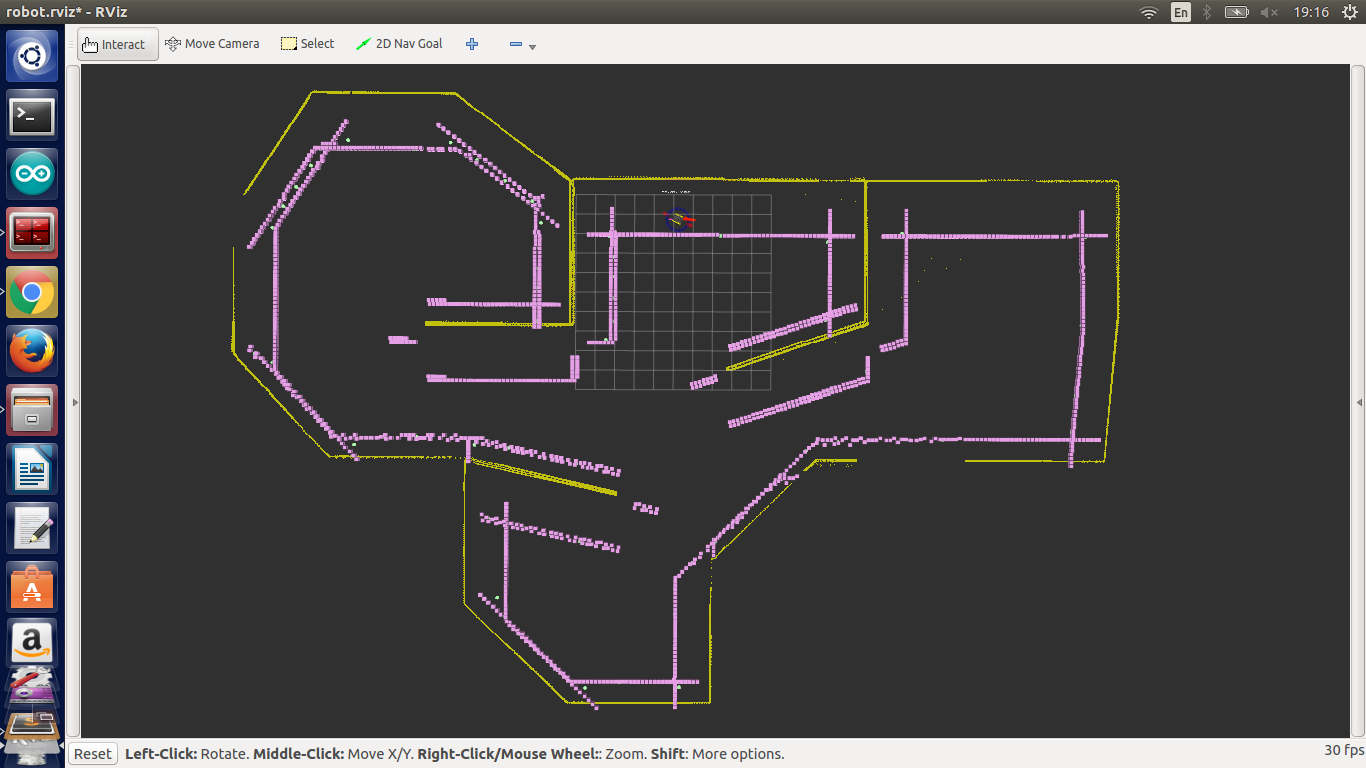 robot.rviz* - RViz
En
19:16
Interact
Move Camera
Select
2D Nav Goal
Reset
Left-Click: Rotate. Middle-Click: Move X/Y. Right-Click/Mouse Wheel:: Zoom. Shift: More options.
30 fps